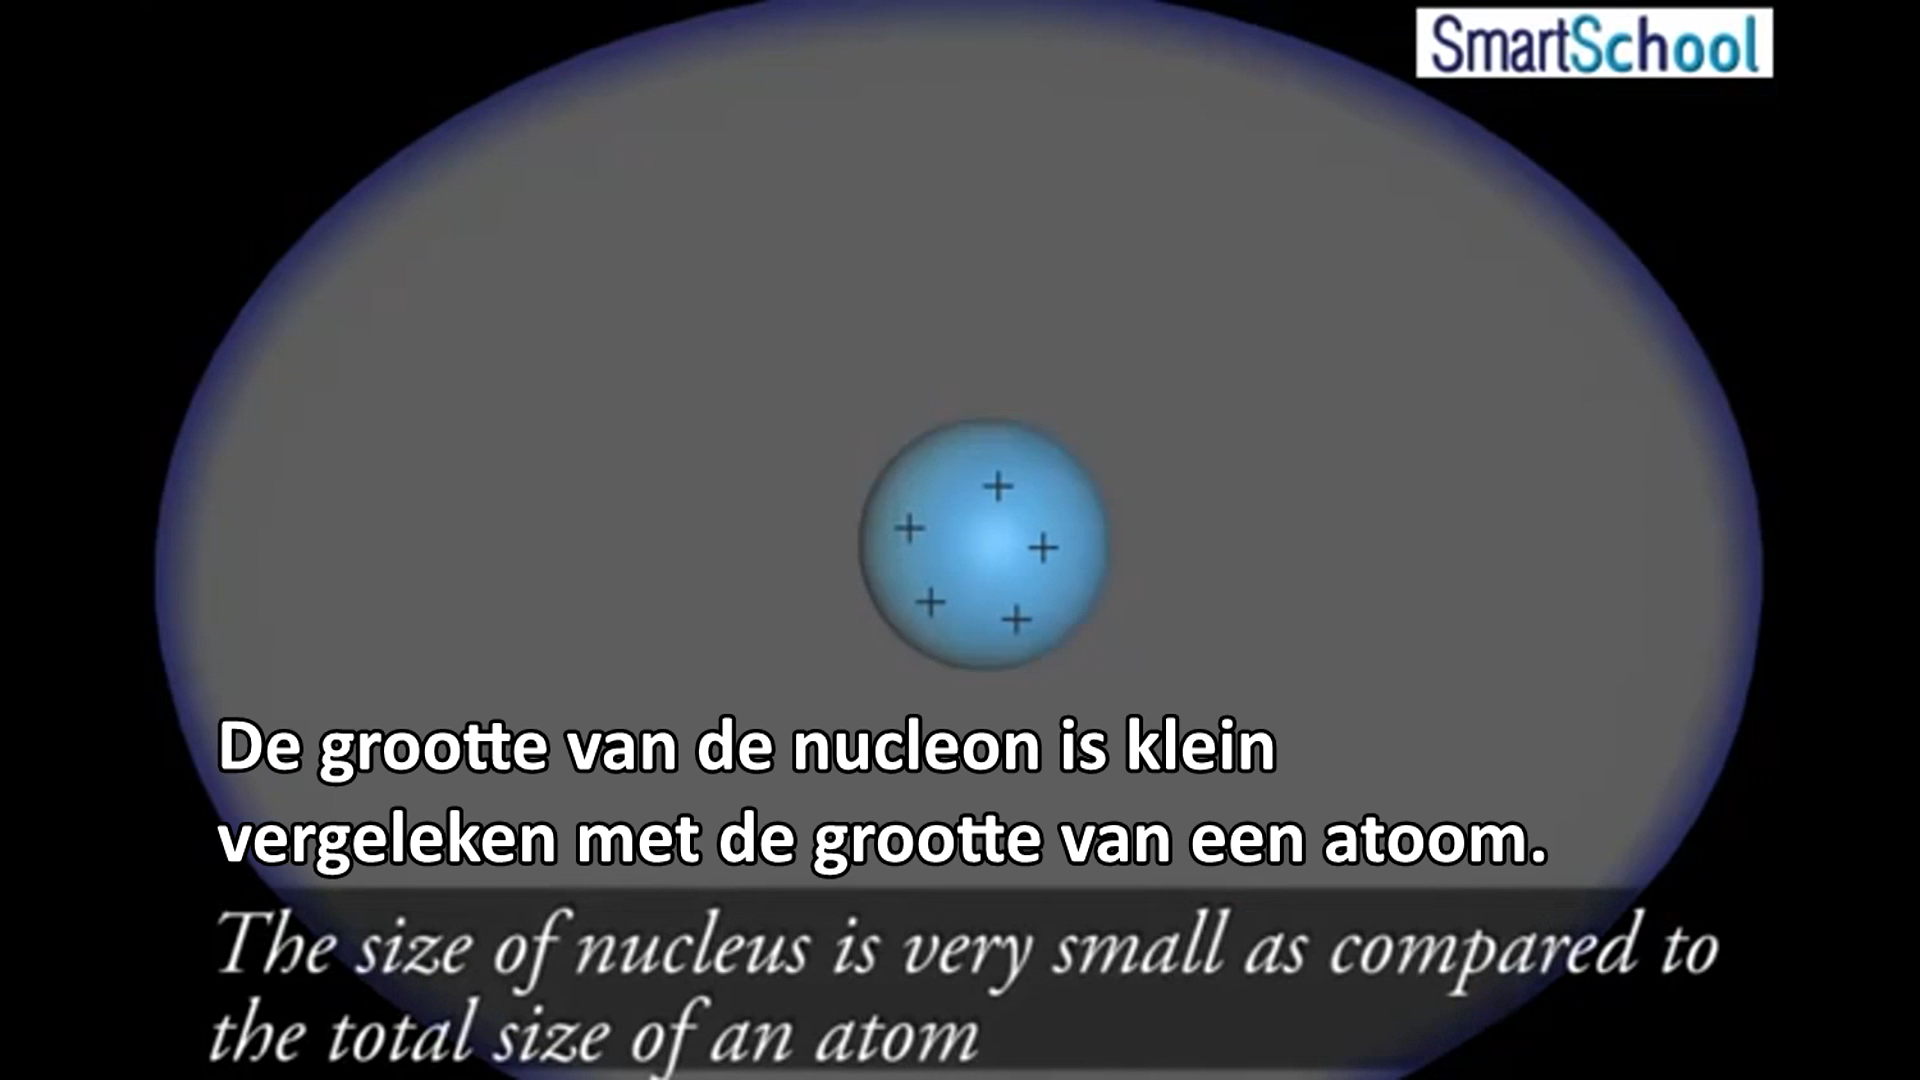 SmartSchool
+
+
+
+
+
De grootte van de nucleon is klein
vergeleken met de grootte van een atoom.
The size of nucleus is very small as compared to
the total size of an atom